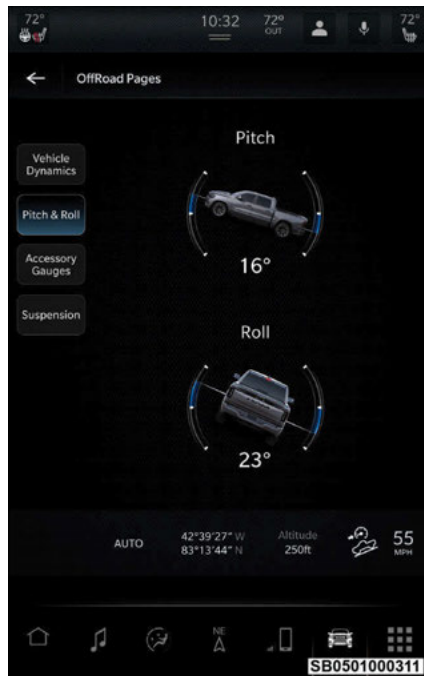 72°
10:32
72°
OUT
72°
OffRoad Pages
Vehicle
Dynamics
Pitch & Roll
Accessory
Gauges
Suspension
Pitch
16°
Roll
23°
AUTO
42°39'27" W
83°13'44" N
Altitude
250ft
55
MPH
NE
SB0501000311